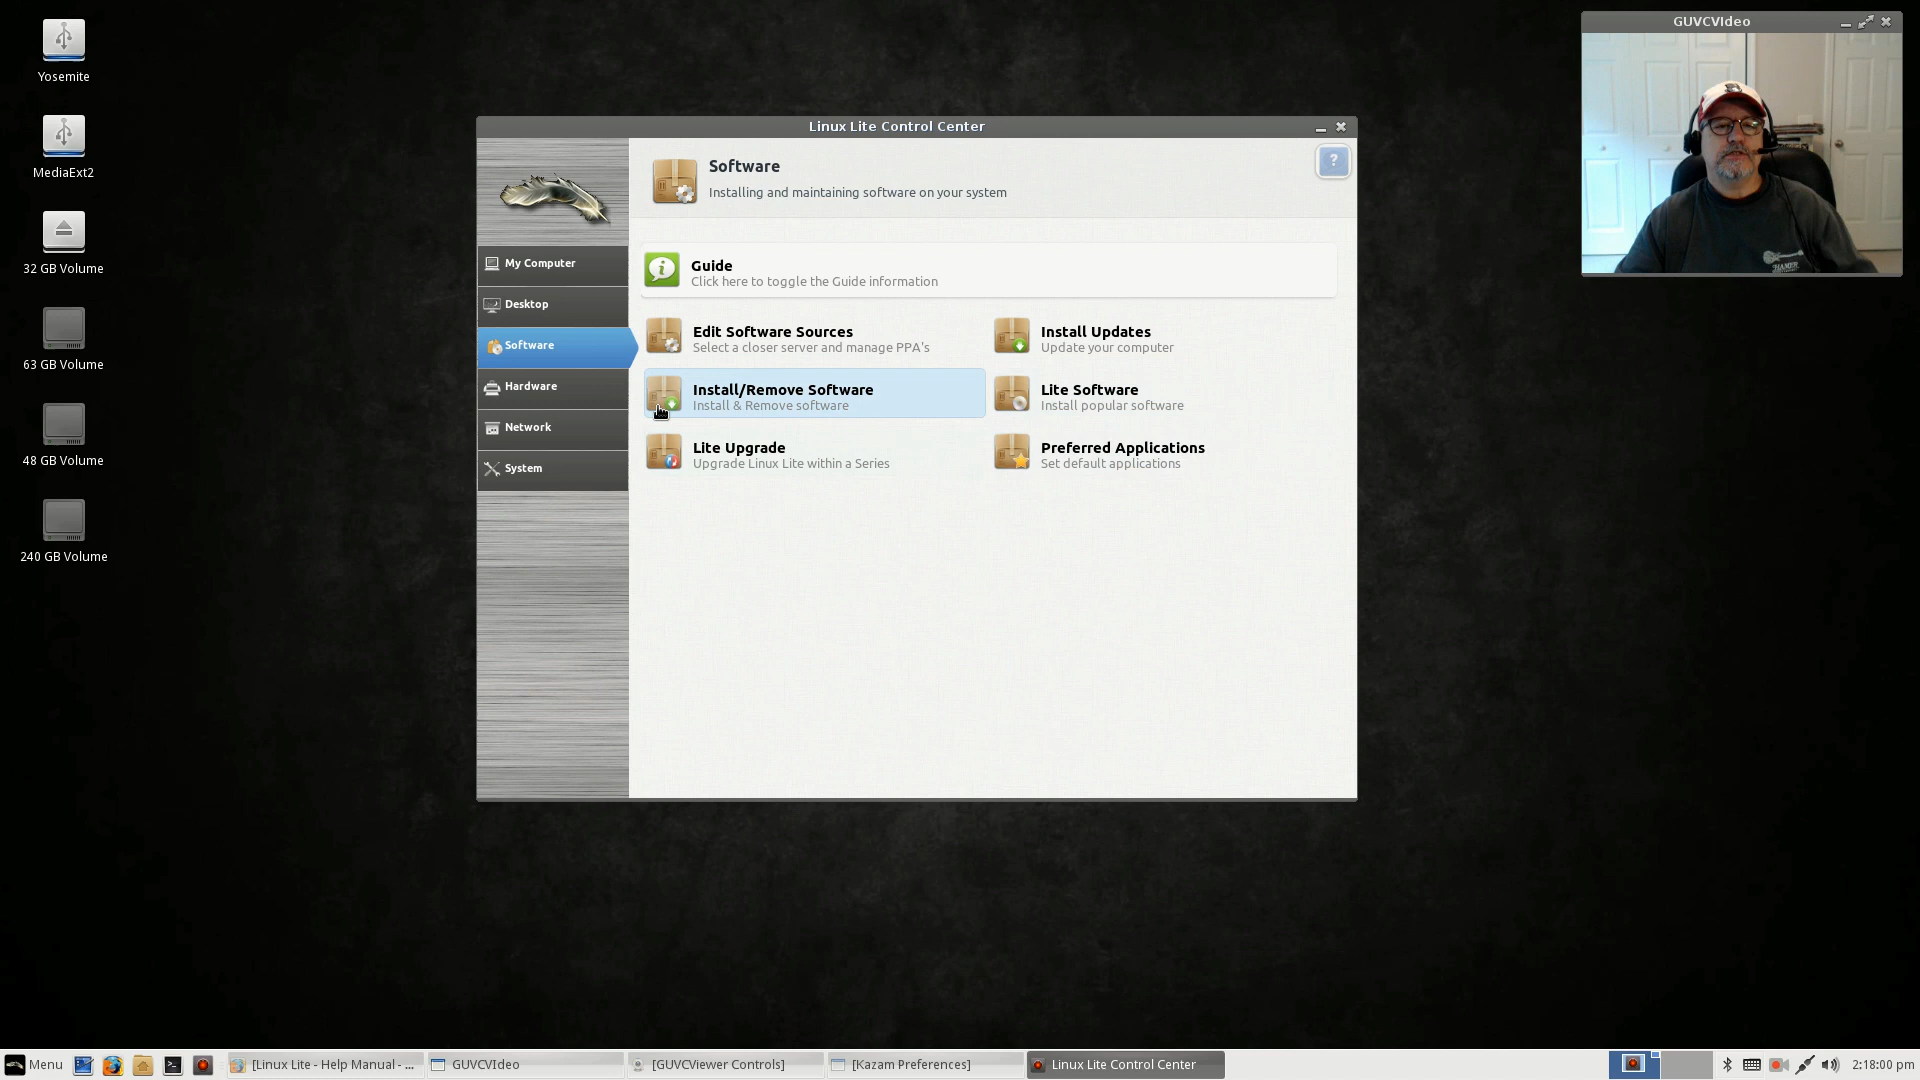 Yosemite
MediaExt2
32 GB Volume
63 GB Volume
48 GB Volume
240 GB Volume
GUVCVIdeo
Linux Lite Control Center
Software
Installing and maintaining software on your system
?
My Computer
Desktop
Software
Hardware
Network
System
Guide
Click here to toggle the Guide information
Edit Software Sources
Select a closer server and manage PPA's
Install Updates
Update your computer
Install/Remove Software
Install & Remove software
Lite Software
Install popular software
Lite Upgrade
Upgrade Linux Lite within a Series
Preferred Applications
Set default applications
Menu
[Linux Lite - Help Manual - ...
GUVCVIdeo
[GUVCViewer Controls]
[Kazam Preferences]
Linux Lite Control Center
2:18:00 pm